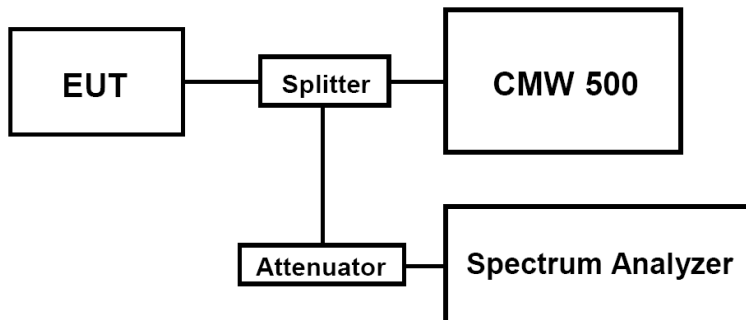 EUT
Splitter
CMW 500
Attenuator
Spectrum Analyzer